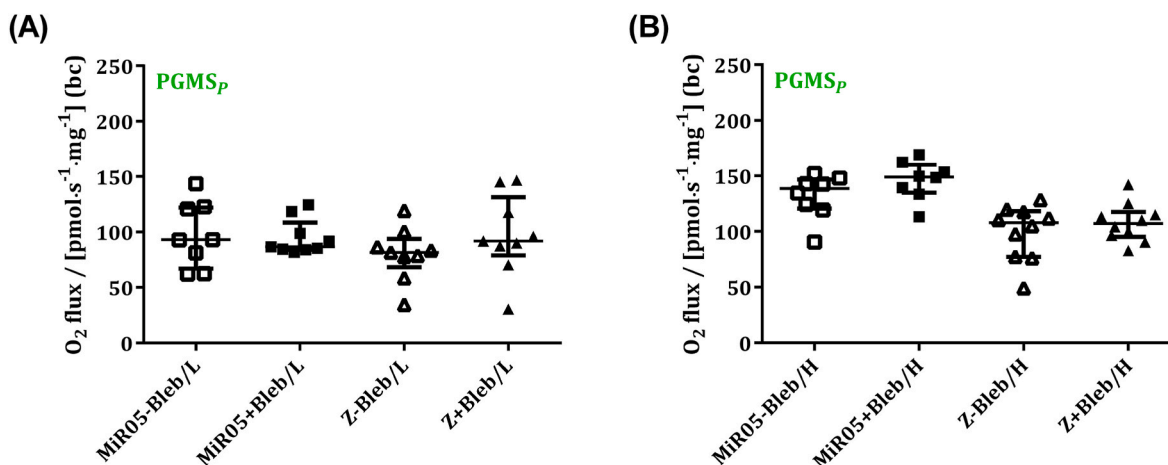 (A)
PGMS_P
O₂ flux / [pmol·s⁻¹·mg⁻¹] (bc)
250
200
150
100
50
0
MiR05-Bleb/L
MiR05+Bleb/L
Z-Bleb/L
Z+Bleb/L
(B)
PGMS_P
O₂ flux / [pmol·s⁻¹·mg⁻¹] (bc)
250
200
150
100
50
0
MiR05-Bleb/H
MiR05+Bleb/H
Z-Bleb/H
Z+Bleb/H